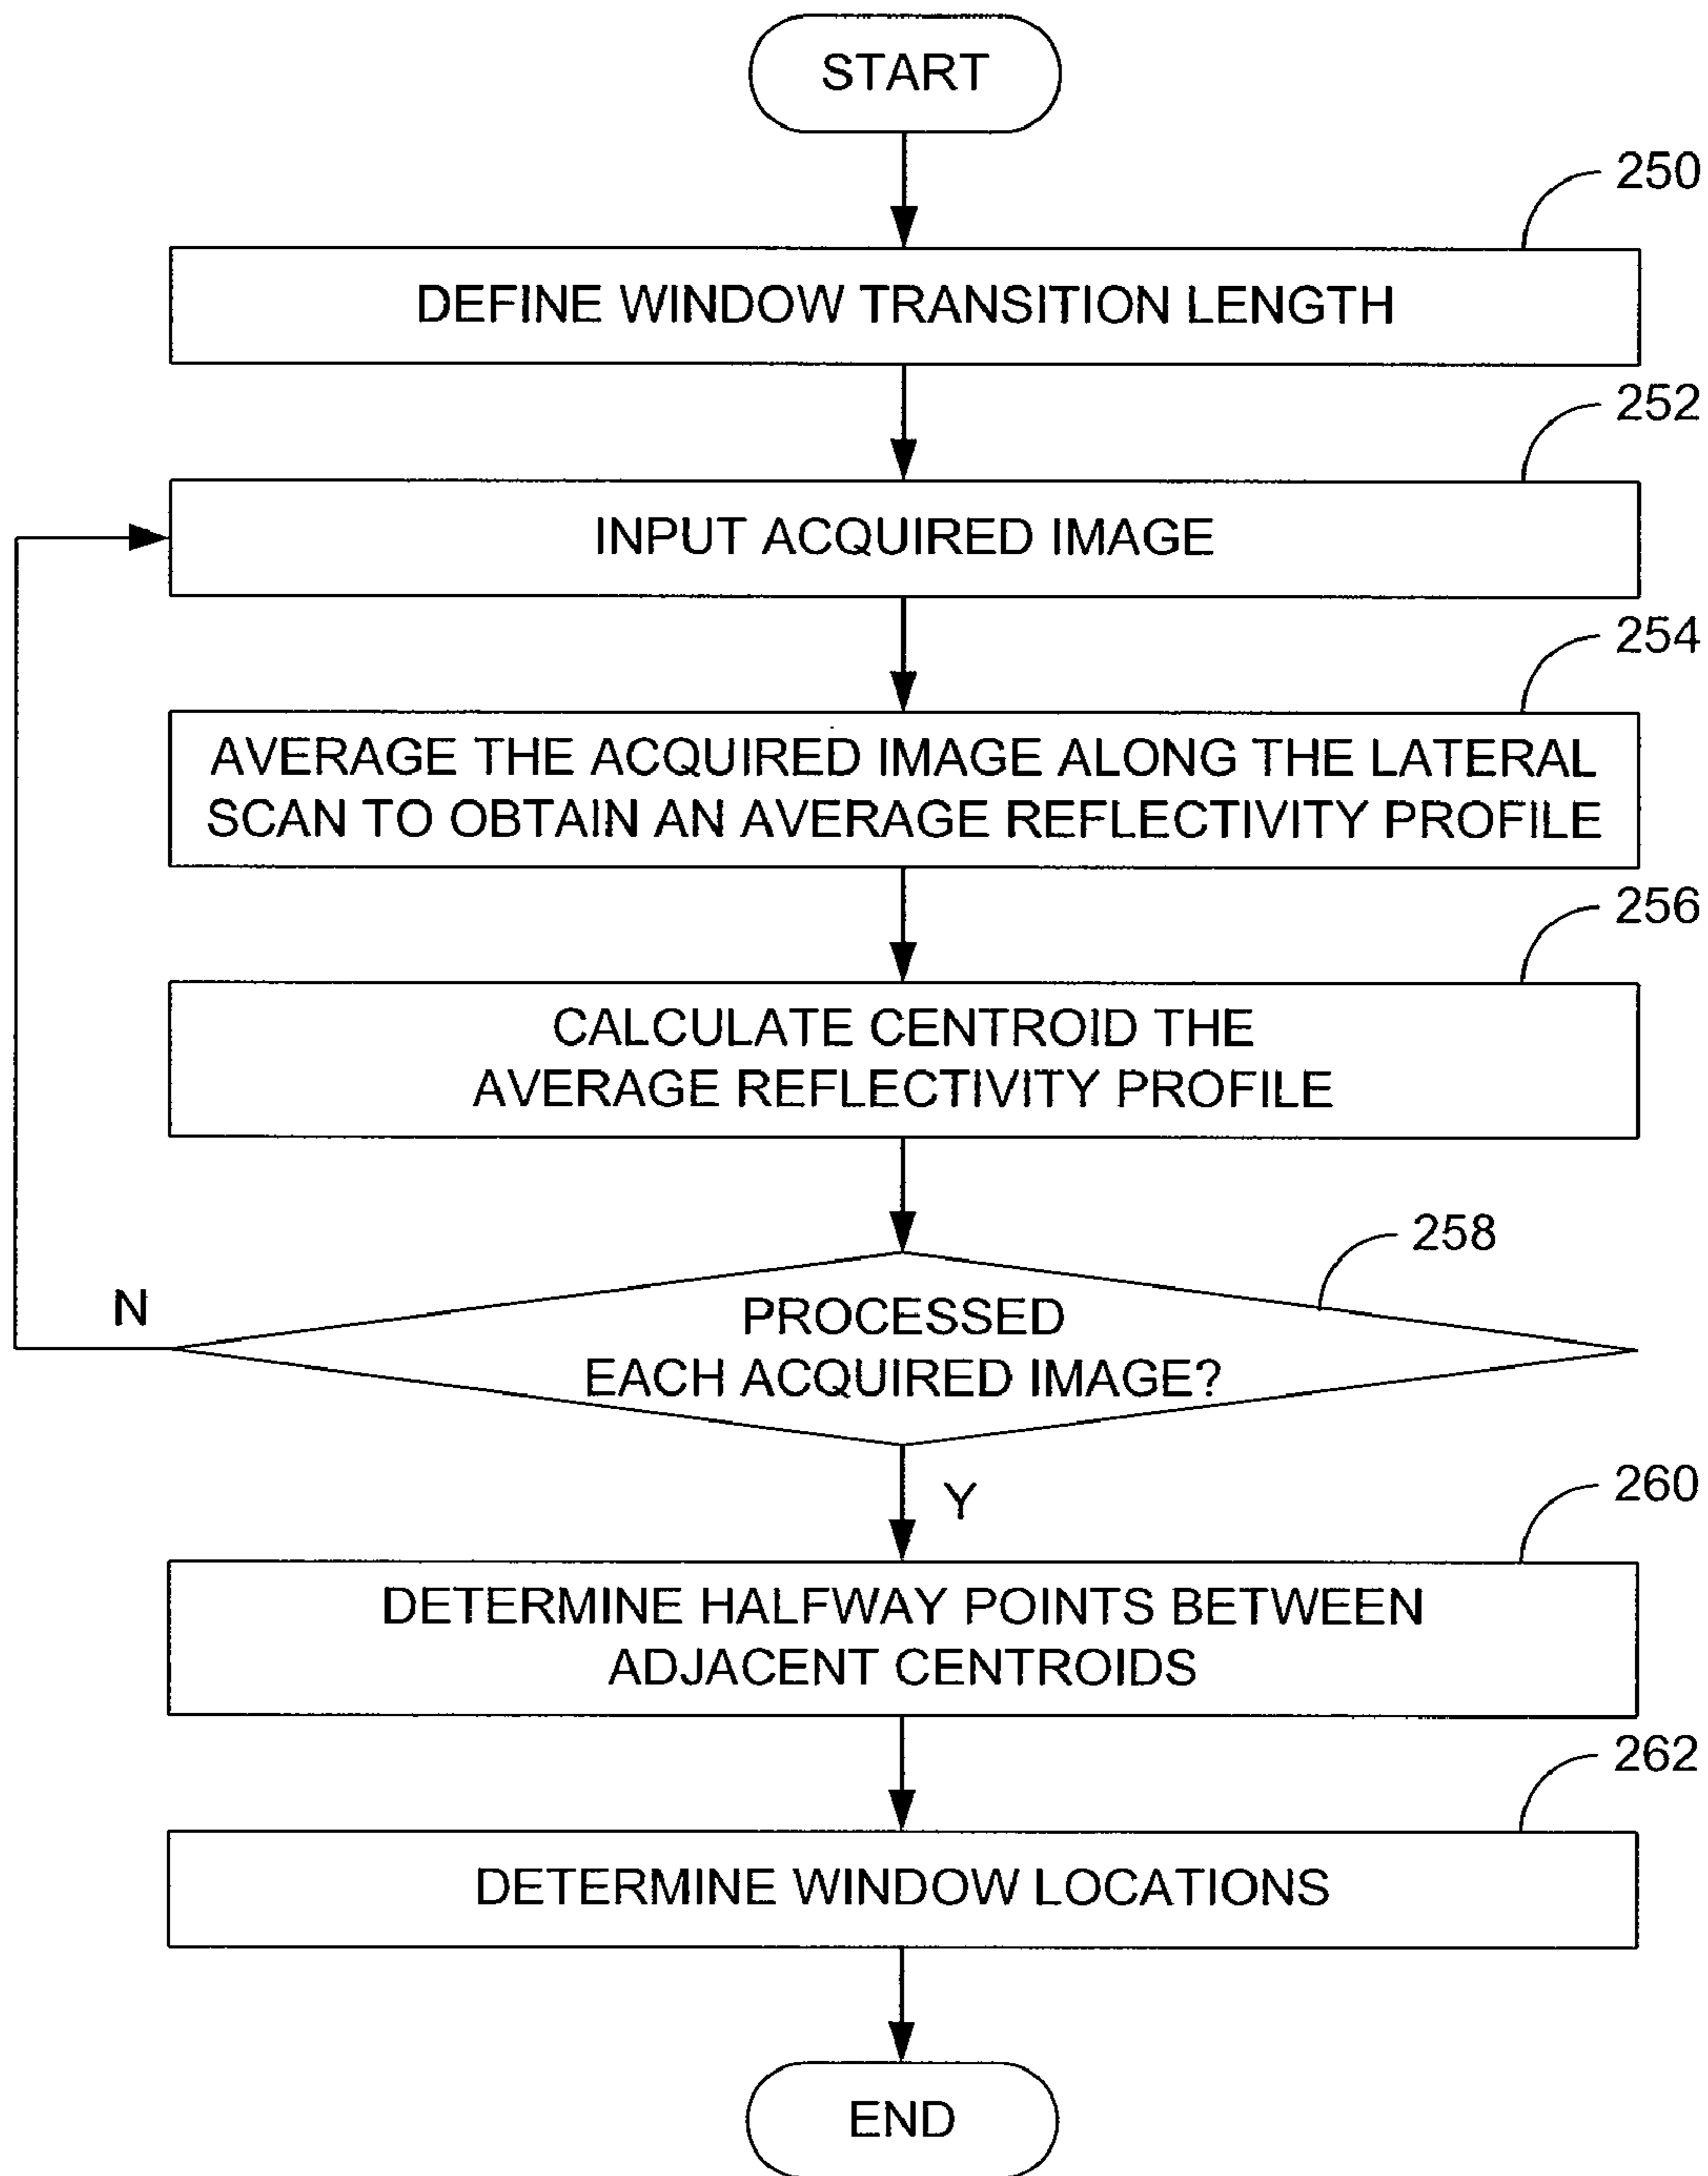 START
250
DEFINE WINDOW TRANSITION LENGTH
252
INPUT ACQUIRED IMAGE
254
AVERAGE THE ACQUIRED IMAGE ALONG THE LATERAL
SCAN TO OBTAIN AN AVERAGE REFLECTIVITY PROFILE
256
CALCULATE CENTROID THE
AVERAGE REFLECTIVITY PROFILE
258
N
PROCESSED
EACH ACQUIRED IMAGE?
Y
260
DETERMINE HALFWAY POINTS BETWEEN
ADJACENT CENTROIDS
262
DETERMINE WINDOW LOCATIONS
END